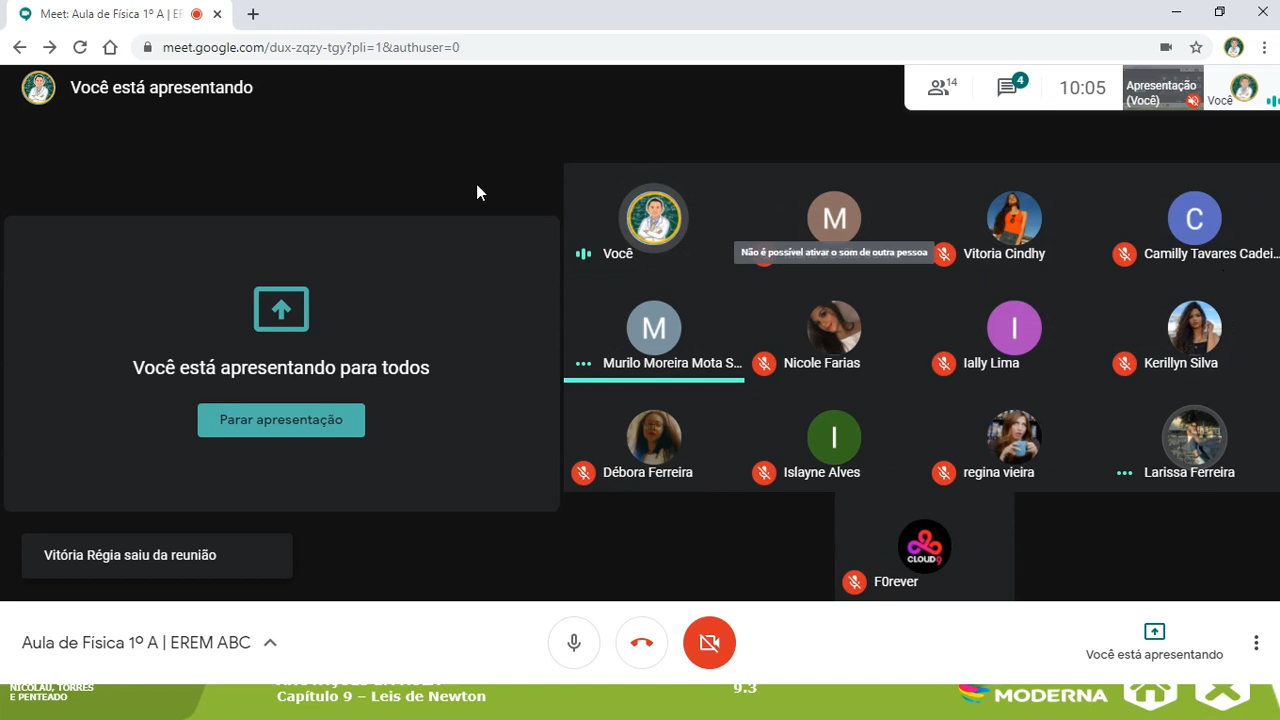 Meet: Aula de Física 1º A | ER
meet.google.com/dux-zqzy-tgy?pli=1&authuser=0
Você está apresentando
14
4
10:05
Apresentação
(Você)
Você
Você
M
Não é possível ativar o som de outra pessoa
Vitoria Cindhy
C
Camilly Tavares Cadei...
M
Murilo Moreira Mota S...
Nicole Farias
I
Ially Lima
Kerillyn Silva
Você está apresentando para todos
Parar apresentação
Débora Ferreira
I
Islayne Alves
regina vieira
Larissa Ferreira
Vitória Régia saiu da reunião
CLOUD9
F0rever
Aula de Física 1º A | EREM ABC
Você está apresentando
NICOLAU, TORRES
E PENTEADO
Capítulo 9 – Leis de Newton
9.3
MODERNA